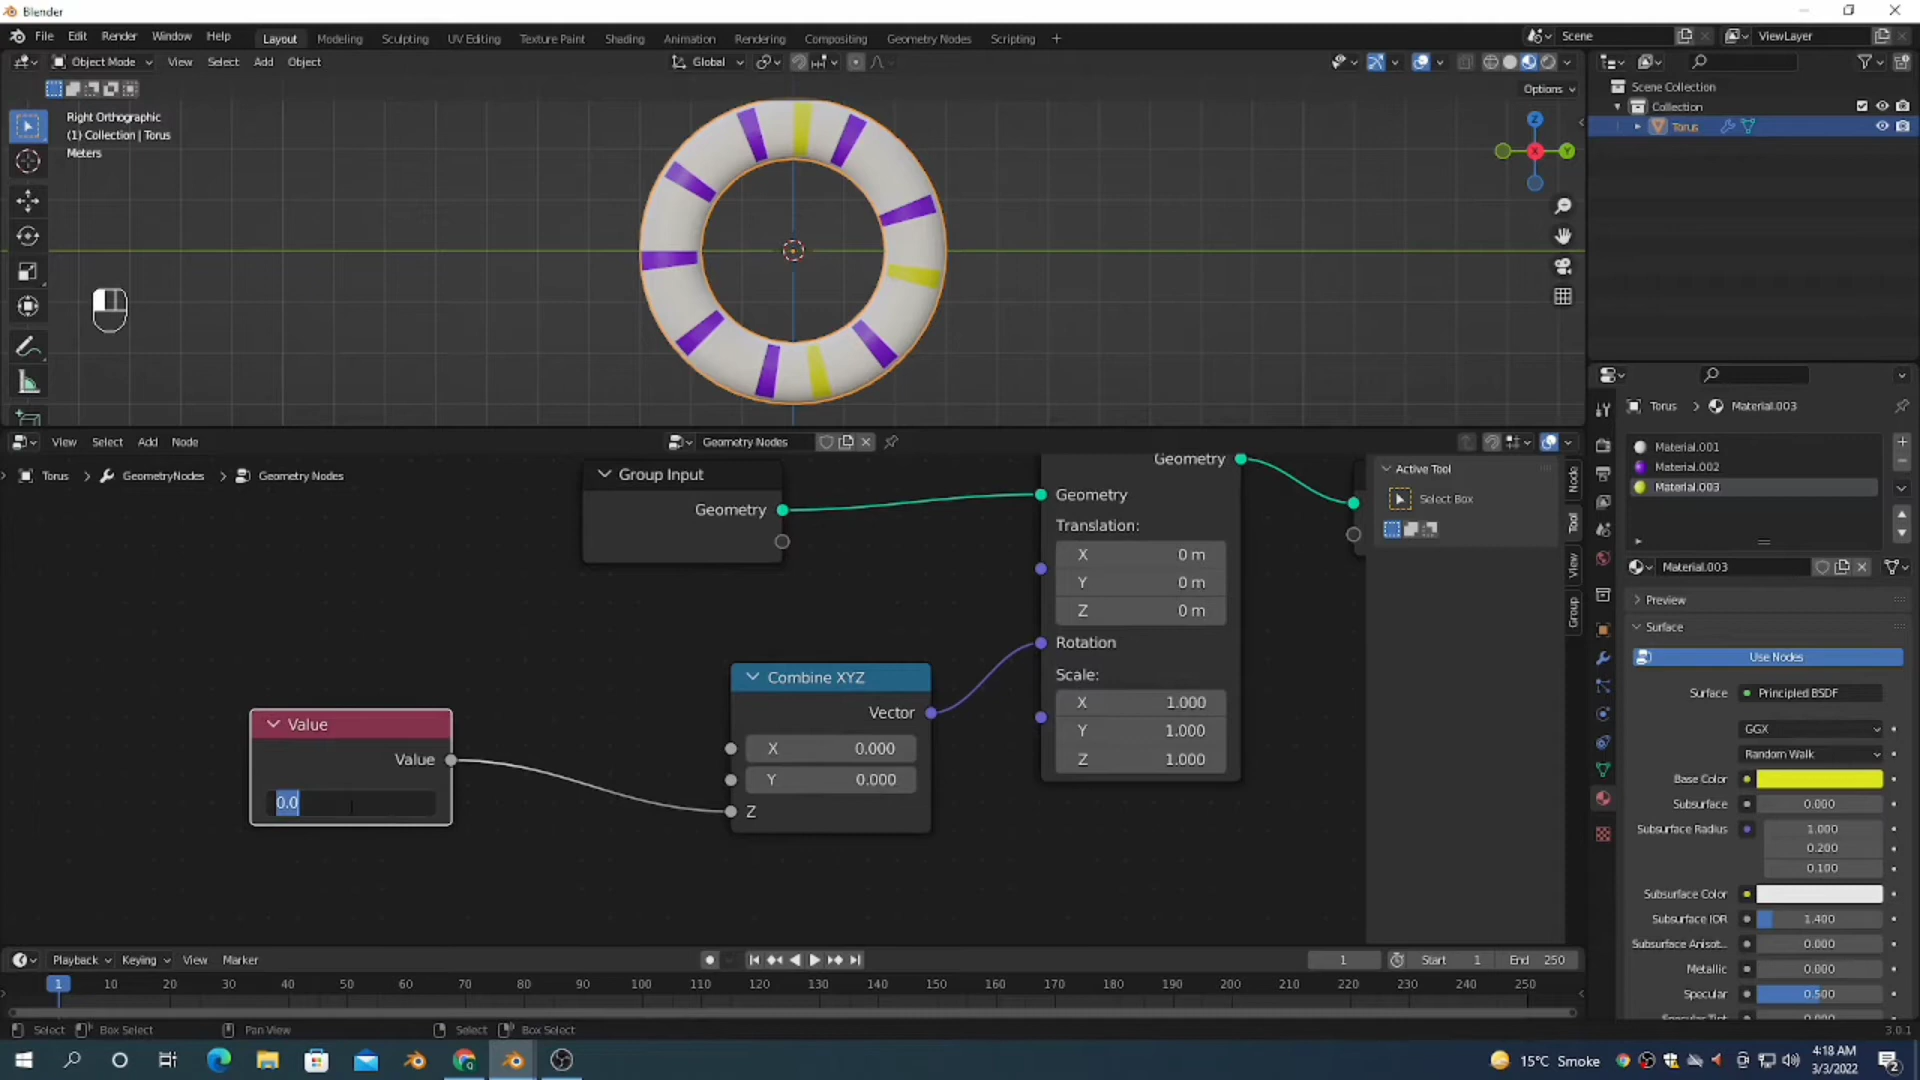 Blender
File Edit Render Window Help Layout Modeling Sculpting UV Editing Texture Paint Shading Animation Rendering Compositing Geometry Nodes Scripting + Scene ViewLayer
Object Mode View Select Add Object Global
Options
Right Orthographic
(1) Collection | Torus
Meters
Z
X
Y
Scene Collection
Collection
Torus
View Select Add Node Geometry Nodes
Torus > GeometryNodes > Geometry Nodes
Group Input
Geometry
Geometry
Geometry
Translation:
X 0 m
Y 0 m
Z 0 m
Rotation
Scale:
X 1.000
Y 1.000
Z 1.000
Combine XYZ
Vector
X 0.000
Y 0.000
Z
Value
Value
0.0
Active Tool
Select Box
Node
Tool
View
Group
Torus > Material.003
Material.001
Material.002
Material.003
Material.003
Preview
Surface
Use Nodes
Surface Principled BSDF
GGX
Random Walk
Base Color
Subsurface 0.000
Subsurface Radius 1.000
0.200
0.100
Subsurface Color
Subsurface IOR 1.400
Subsurface Anisot... 0.000
Metallic 0.000
Specular 0.500
Playback Keying View Marker 1 Start 1 End 250
1 10 20 30 40 50 60 70 80 90 100 110 120 130 140 150 160 170 180 190 200 210 220 230 240 250
Select Box Select Pan View Select Box Select 3.0.1
15°C Smoke
4:18 AM
3/3/2022
2